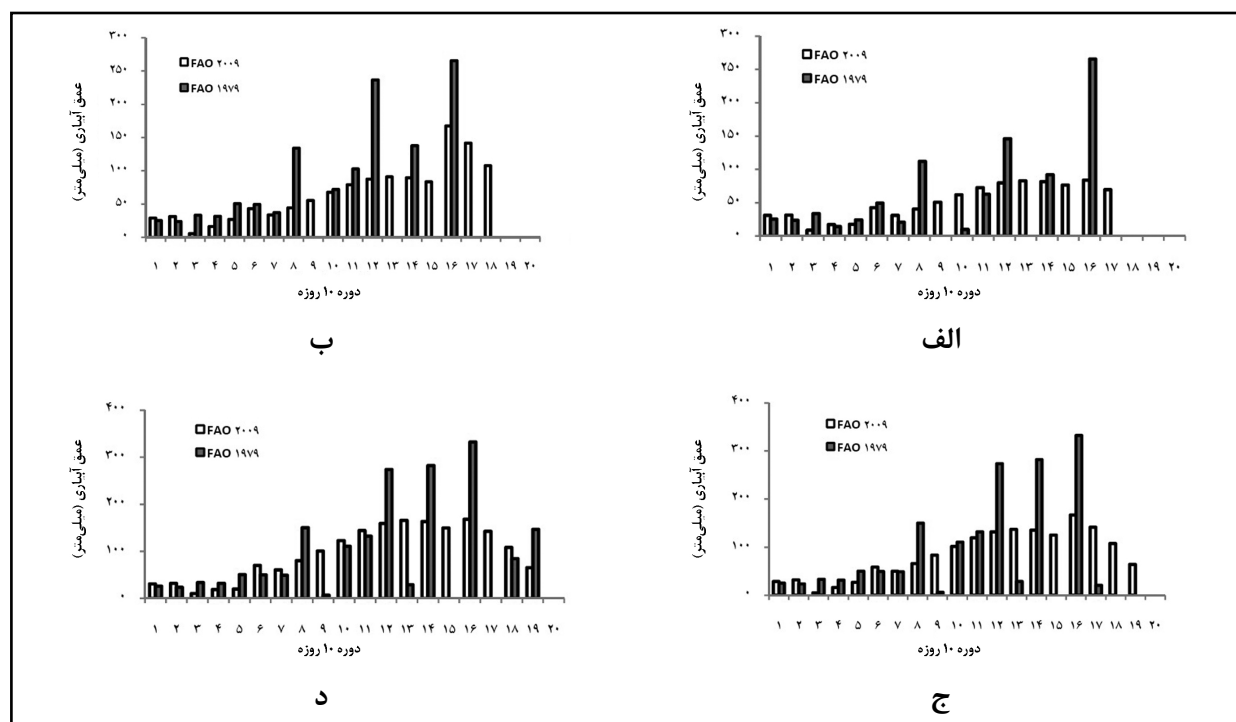 ۳۰۰
۲۵۰
۲۰۰
۱۵۰
۱۰۰
۵۰
۰
عمق آبیاری (میلی‌متر)
FAO ۲۰۰۹
FAO ۱۹۷۹
۱ ۲ ۳ ۴ ۵ ۶ ۷ ۸ ۹ ۱۰ ۱۱ ۱۲ ۱۳ ۱۴ ۱۵ ۱۶ ۱۷ ۱۸ ۱۹ ۲۰
دوره ۱۰ روزه
الف
۳۰۰
۲۵۰
۲۰۰
۱۵۰
۱۰۰
۵۰
۰
عمق آبیاری (میلی‌متر)
FAO ۲۰۰۹
FAO ۱۹۷۹
۱ ۲ ۳ ۴ ۵ ۶ ۷ ۸ ۹ ۱۰ ۱۱ ۱۲ ۱۳ ۱۴ ۱۵ ۱۶ ۱۷ ۱۸ ۱۹ ۲۰
دوره ۱۰ روزه
ب
۴۰۰
۳۰۰
۲۰۰
۱۰۰
۰
عمق آبیاری (میلی‌متر)
FAO ۲۰۰۹
FAO ۱۹۷۹
۱ ۲ ۳ ۴ ۵ ۶ ۷ ۸ ۹ ۱۰ ۱۱ ۱۲ ۱۳ ۱۴ ۱۵ ۱۶ ۱۷ ۱۸ ۱۹ ۲۰
دوره ۱۰ روزه
ج
۴۰۰
۳۰۰
۲۰۰
۱۰۰
۰
عمق آبیاری (میلی‌متر)
FAO ۲۰۰۹
FAO ۱۹۷۹
۱ ۲ ۳ ۴ ۵ ۶ ۷ ۸ ۹ ۱۰ ۱۱ ۱۲ ۱۳ ۱۴ ۱۵ ۱۶ ۱۷ ۱۸ ۱۹ ۲۰
دوره ۱۰ روزه
د